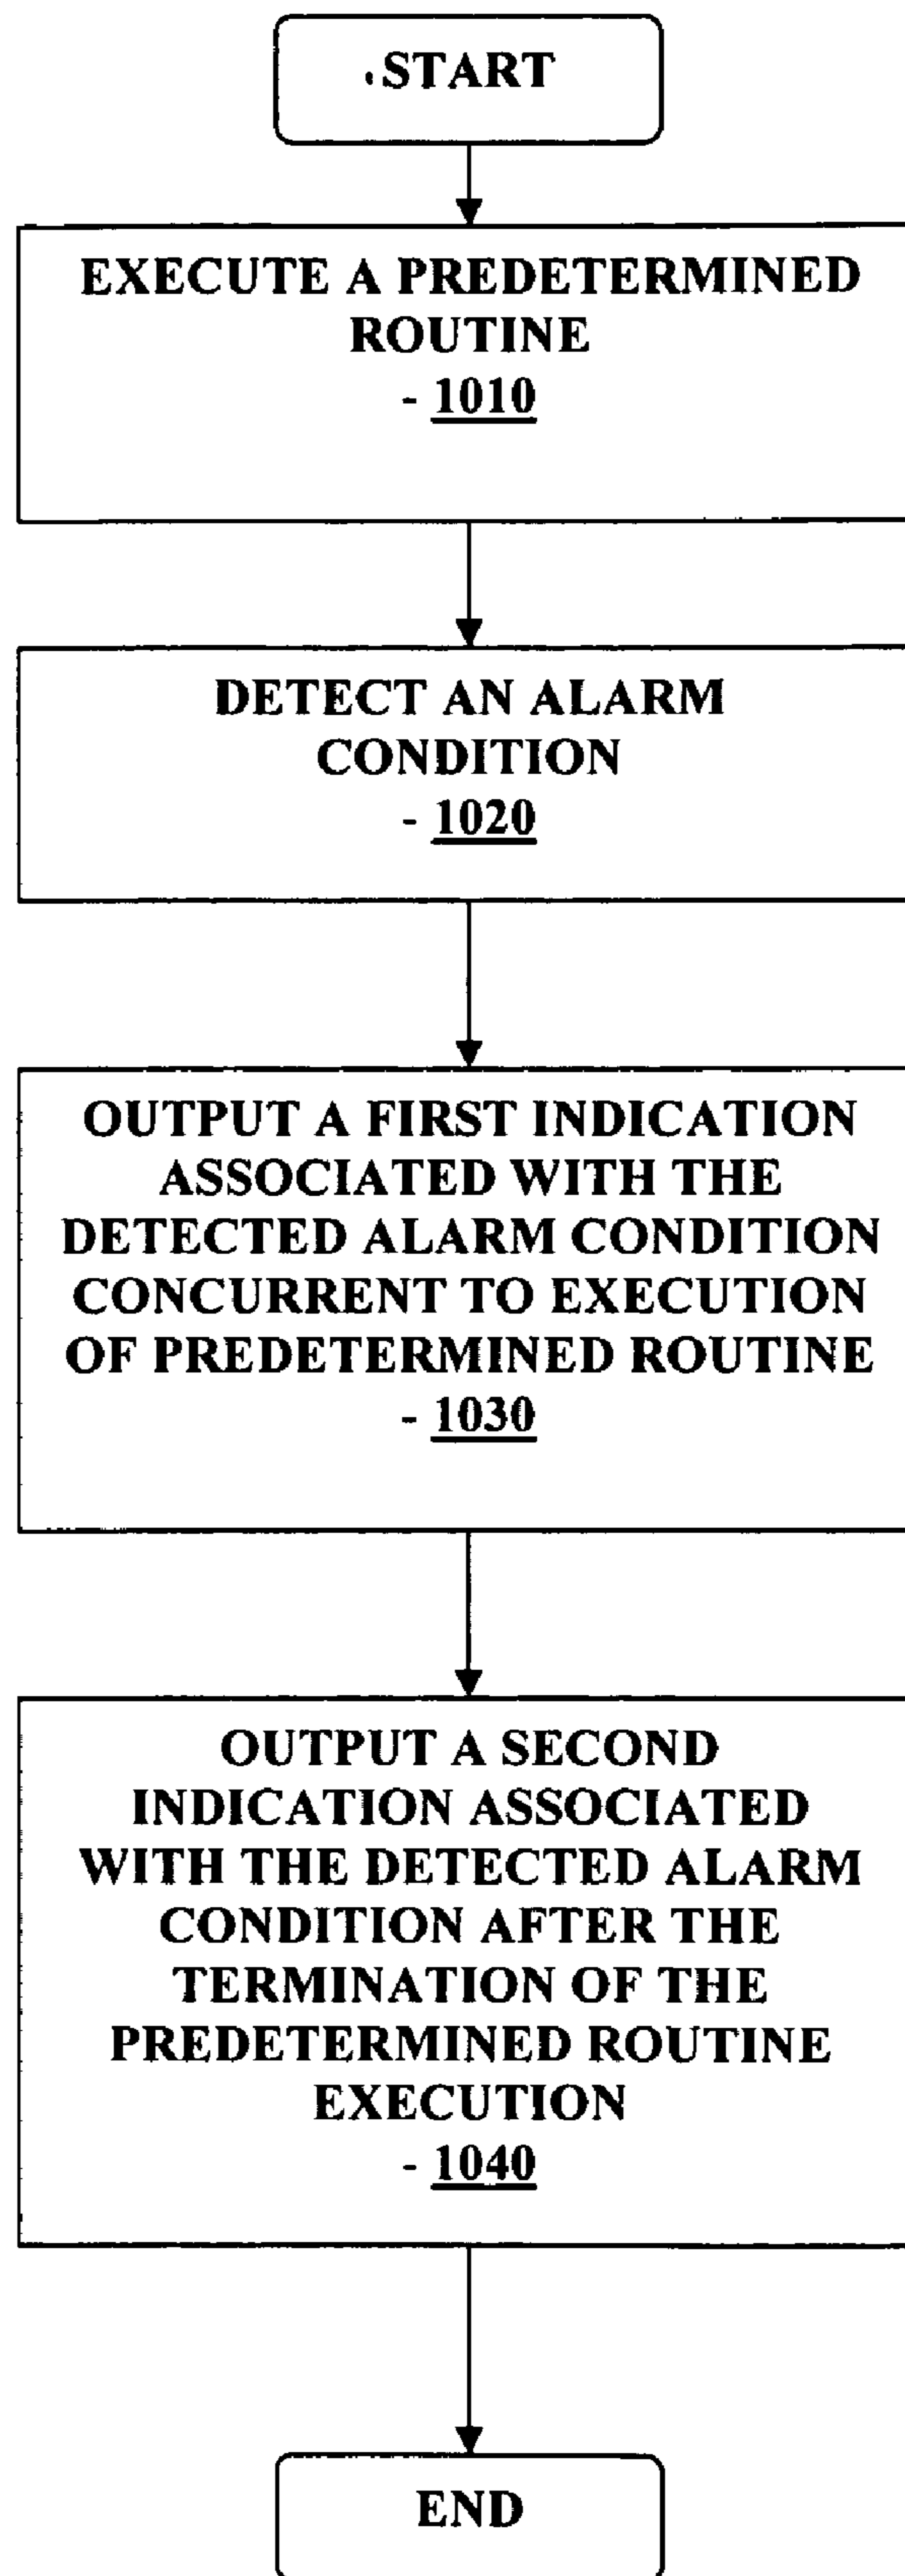 START
EXECUTE A PREDETERMINED
ROUTINE
- 1010
DETECT AN ALARM
CONDITION
- 1020
OUTPUT A FIRST INDICATION
ASSOCIATED WITH THE
DETECTED ALARM CONDITION
CONCURRENT TO EXECUTION
OF PREDETERMINED ROUTINE
- 1030
OUTPUT A SECOND
INDICATION ASSOCIATED
WITH THE DETECTED ALARM
CONDITION AFTER THE
TERMINATION OF THE
PREDETERMINED ROUTINE
EXECUTION
- 1040
END